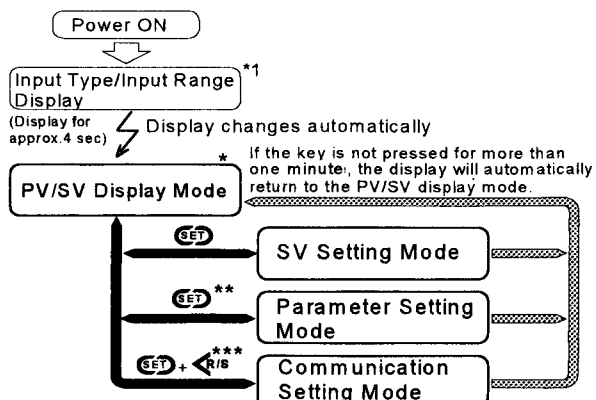 Power ON
Input Type/Input Range *1
Display
(Display for
approx.4 sec)
Display changes automatically
*
If the key is not pressed for more than
one minute, the display will automatically
return to the PV/SV display mode.
PV/SV Display Mode
SET
SV Setting Mode
SET **
Parameter Setting
Mode
SET + <R/S ***
Communication
Setting Mode